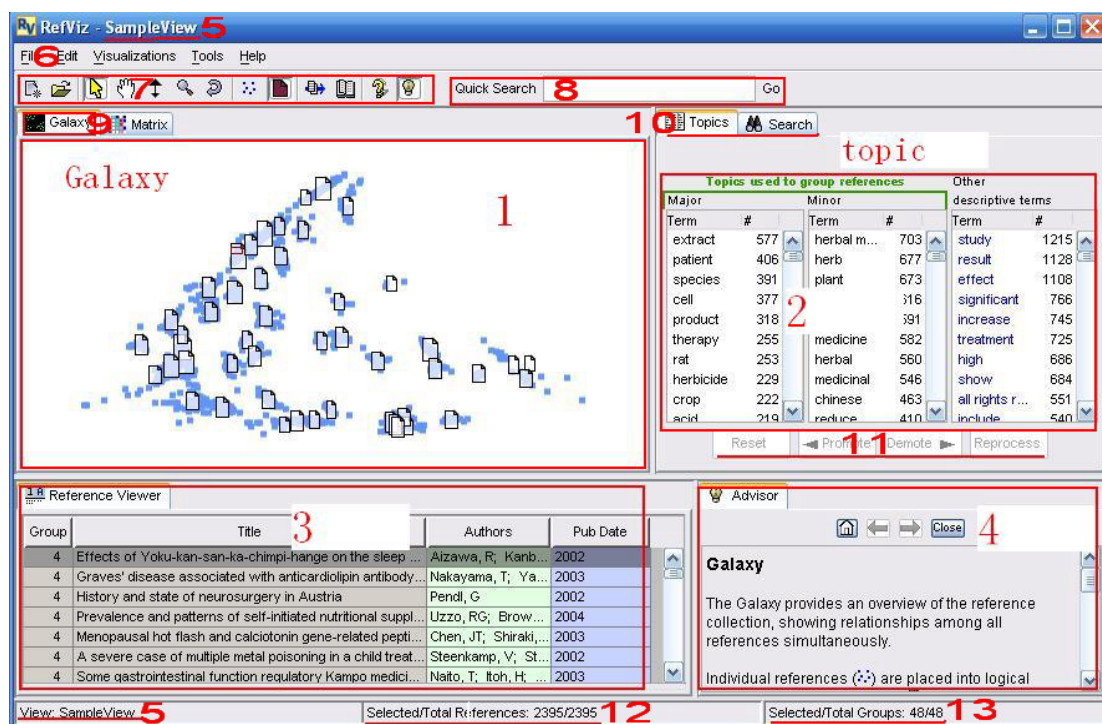 RefViz - SampleView 5
6 Edit Visualizations Tools Help
7
Quick Search 8 Go
9 Galaxy Matrix
10 Topics Search
Galaxy
1
topic
Topics used to group references Other
Major Minor descriptive terms
Term # Term # Term #
extract 577 herbal m... 703 study 1215
patient 406 herb 677 result 1128
species 391 plant 673 effect 1108
cell 377 significant 766
product 318 2 increase 745
therapy 255 medicine 582 treatment 725
rat 253 herbal 560 high 686
herbicide 229 medicinal 546 show 684
crop 222 chinese 463 all rights r... 551
acid 219 reduce 410 include 540
Reset Promote 11 Demote Reprocess
Reference Viewer
3
Group Title Authors Pub Date
4 Effects of Yoku-kan-san-ka-chimpi-hange on the sleep ... Aizawa, R; Kanb... 2002
4 Graves' disease associated with anticardiolipin antibody... Nakayama, T; Ya... 2003
4 History and state of neurosurgery in Austria Pendl, G 2002
4 Prevalence and patterns of self-initiated nutritional suppl... Uzzo, RG; Brow... 2004
4 Menopausal hot flash and calciotonin gene-related pepti... Chen, JT; Shiraki,... 2003
4 A severe case of multiple metal poisoning in a child treat... Steenkamp, V; St... 2002
4 Some gastrointestinal function regulatory Kampo medici... Naito, T; Itoh, H; ... 2003
Advisor
Close 4
Galaxy
The Galaxy provides an overview of the reference
collection, showing relationships among all
references simultaneously.
Individual references ( ) are placed into logical
View: SampleView 5 Selected/Total References: 2395/2395 12 Selected/Total Groups: 48/48 13